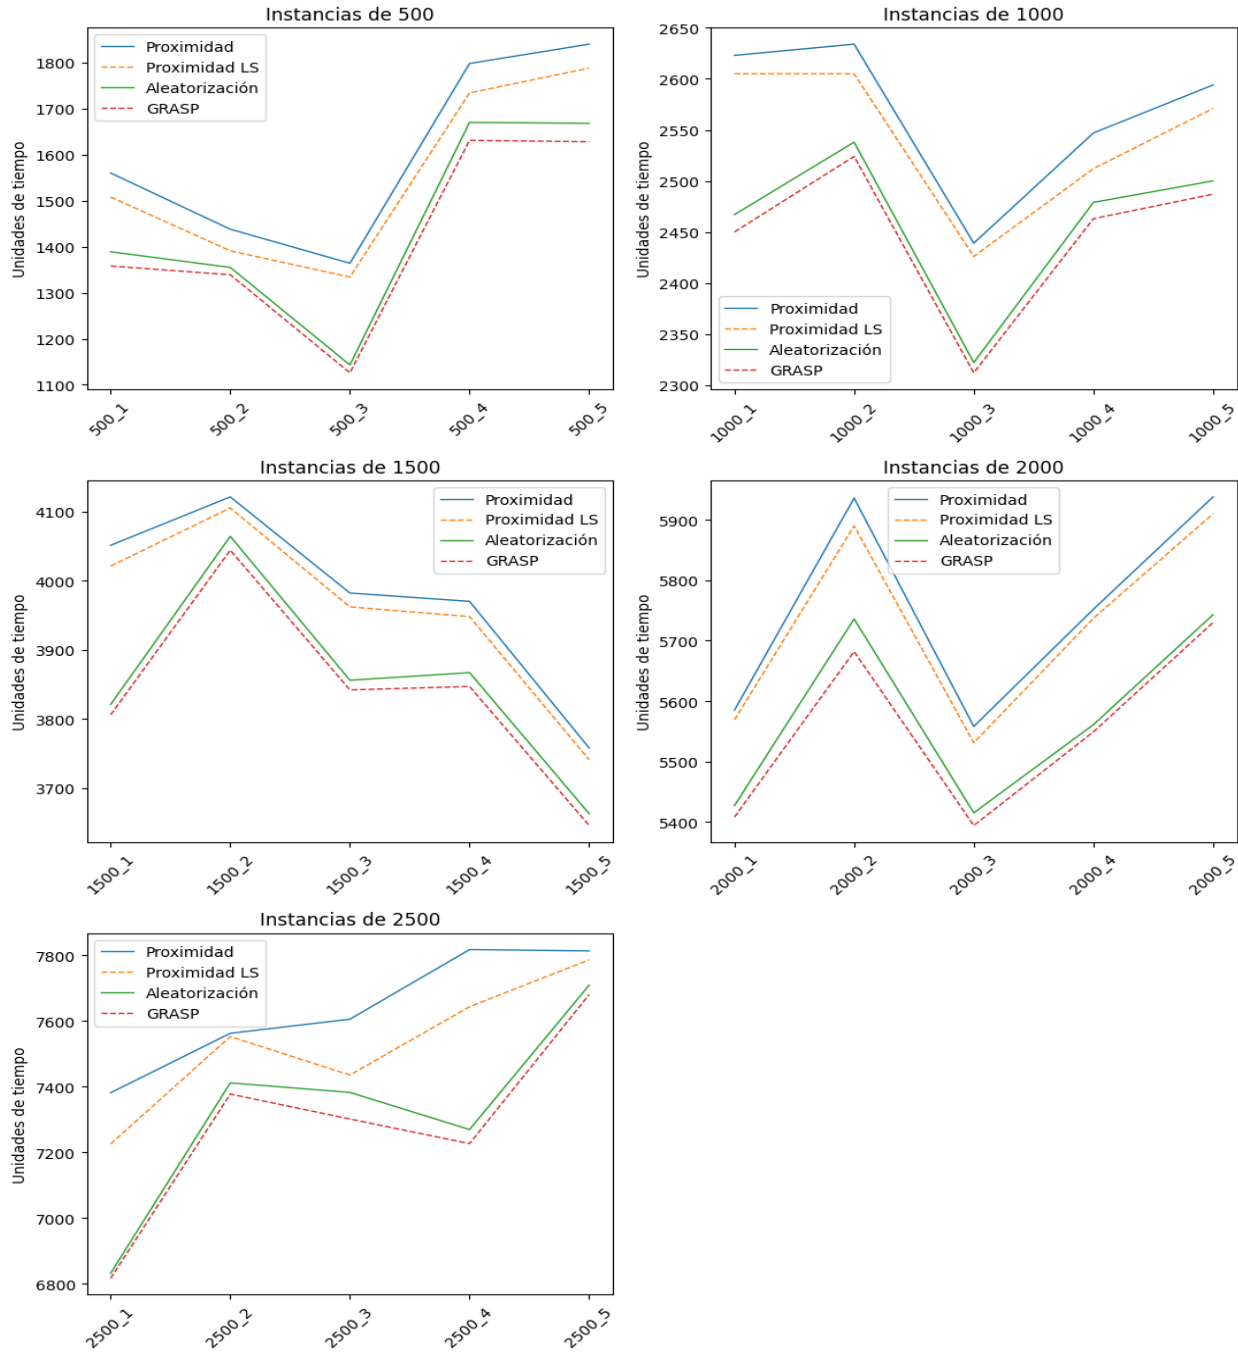 Instancias de 500
Proximidad
Proximidad LS
Aleatorización
GRASP
Unidades de tiempo
1800
1700
1600
1500
1400
1300
1200
1100
500_1
500_2
500_3
500_4
500_5
Instancias de 1000
Proximidad
Proximidad LS
Aleatorización
GRASP
Unidades de tiempo
2650
2600
2550
2500
2450
2400
2350
2300
1000_1
1000_2
1000_3
1000_4
1000_5
Instancias de 1500
Proximidad
Proximidad LS
Aleatorización
GRASP
Unidades de tiempo
4100
4000
3900
3800
3700
1500_1
1500_2
1500_3
1500_4
1500_5
Instancias de 2000
Proximidad
Proximidad LS
Aleatorización
GRASP
Unidades de tiempo
5900
5800
5700
5600
5500
5400
2000_1
2000_2
2000_3
2000_4
2000_5
Instancias de 2500
Proximidad
Proximidad LS
Aleatorización
GRASP
Unidades de tiempo
7800
7600
7400
7200
7000
6800
2500_1
2500_2
2500_3
2500_4
2500_5